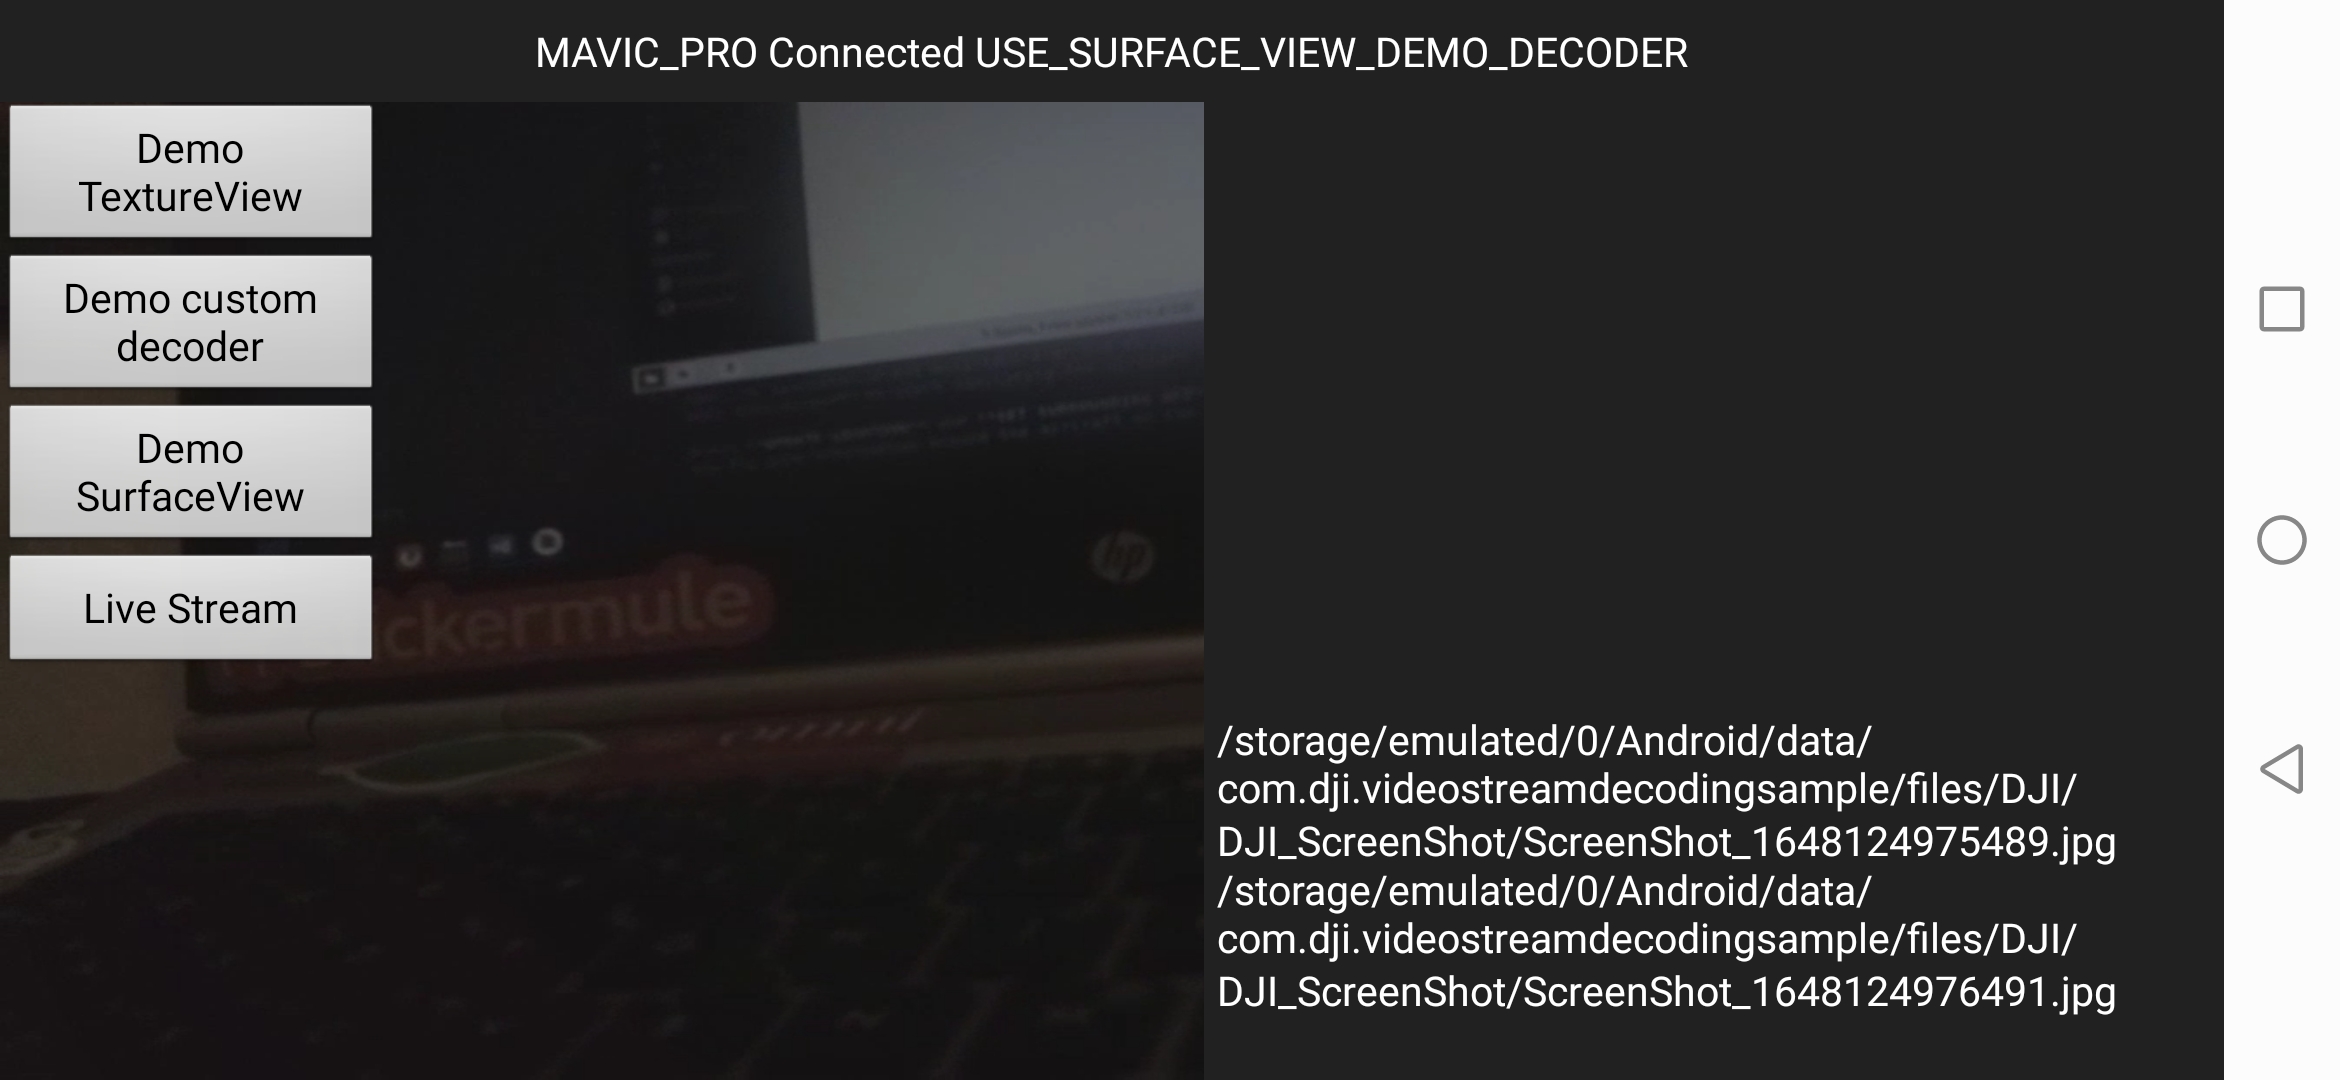 MAVIC_PRO Connected USE_SURFACE_VIEW_DEMO_DECODER
Demo
TextureView
Demo custom
decoder
Demo
SurfaceView
Live Stream
ckermule
hp
/storage/emulated/0/Android/data/
com.dji.videostreamdecodingsample/files/DJI/
DJI_ScreenShot/ScreenShot_1648124975489.jpg
/storage/emulated/0/Android/data/
com.dji.videostreamdecodingsample/files/DJI/
DJI_ScreenShot/ScreenShot_1648124976491.jpg